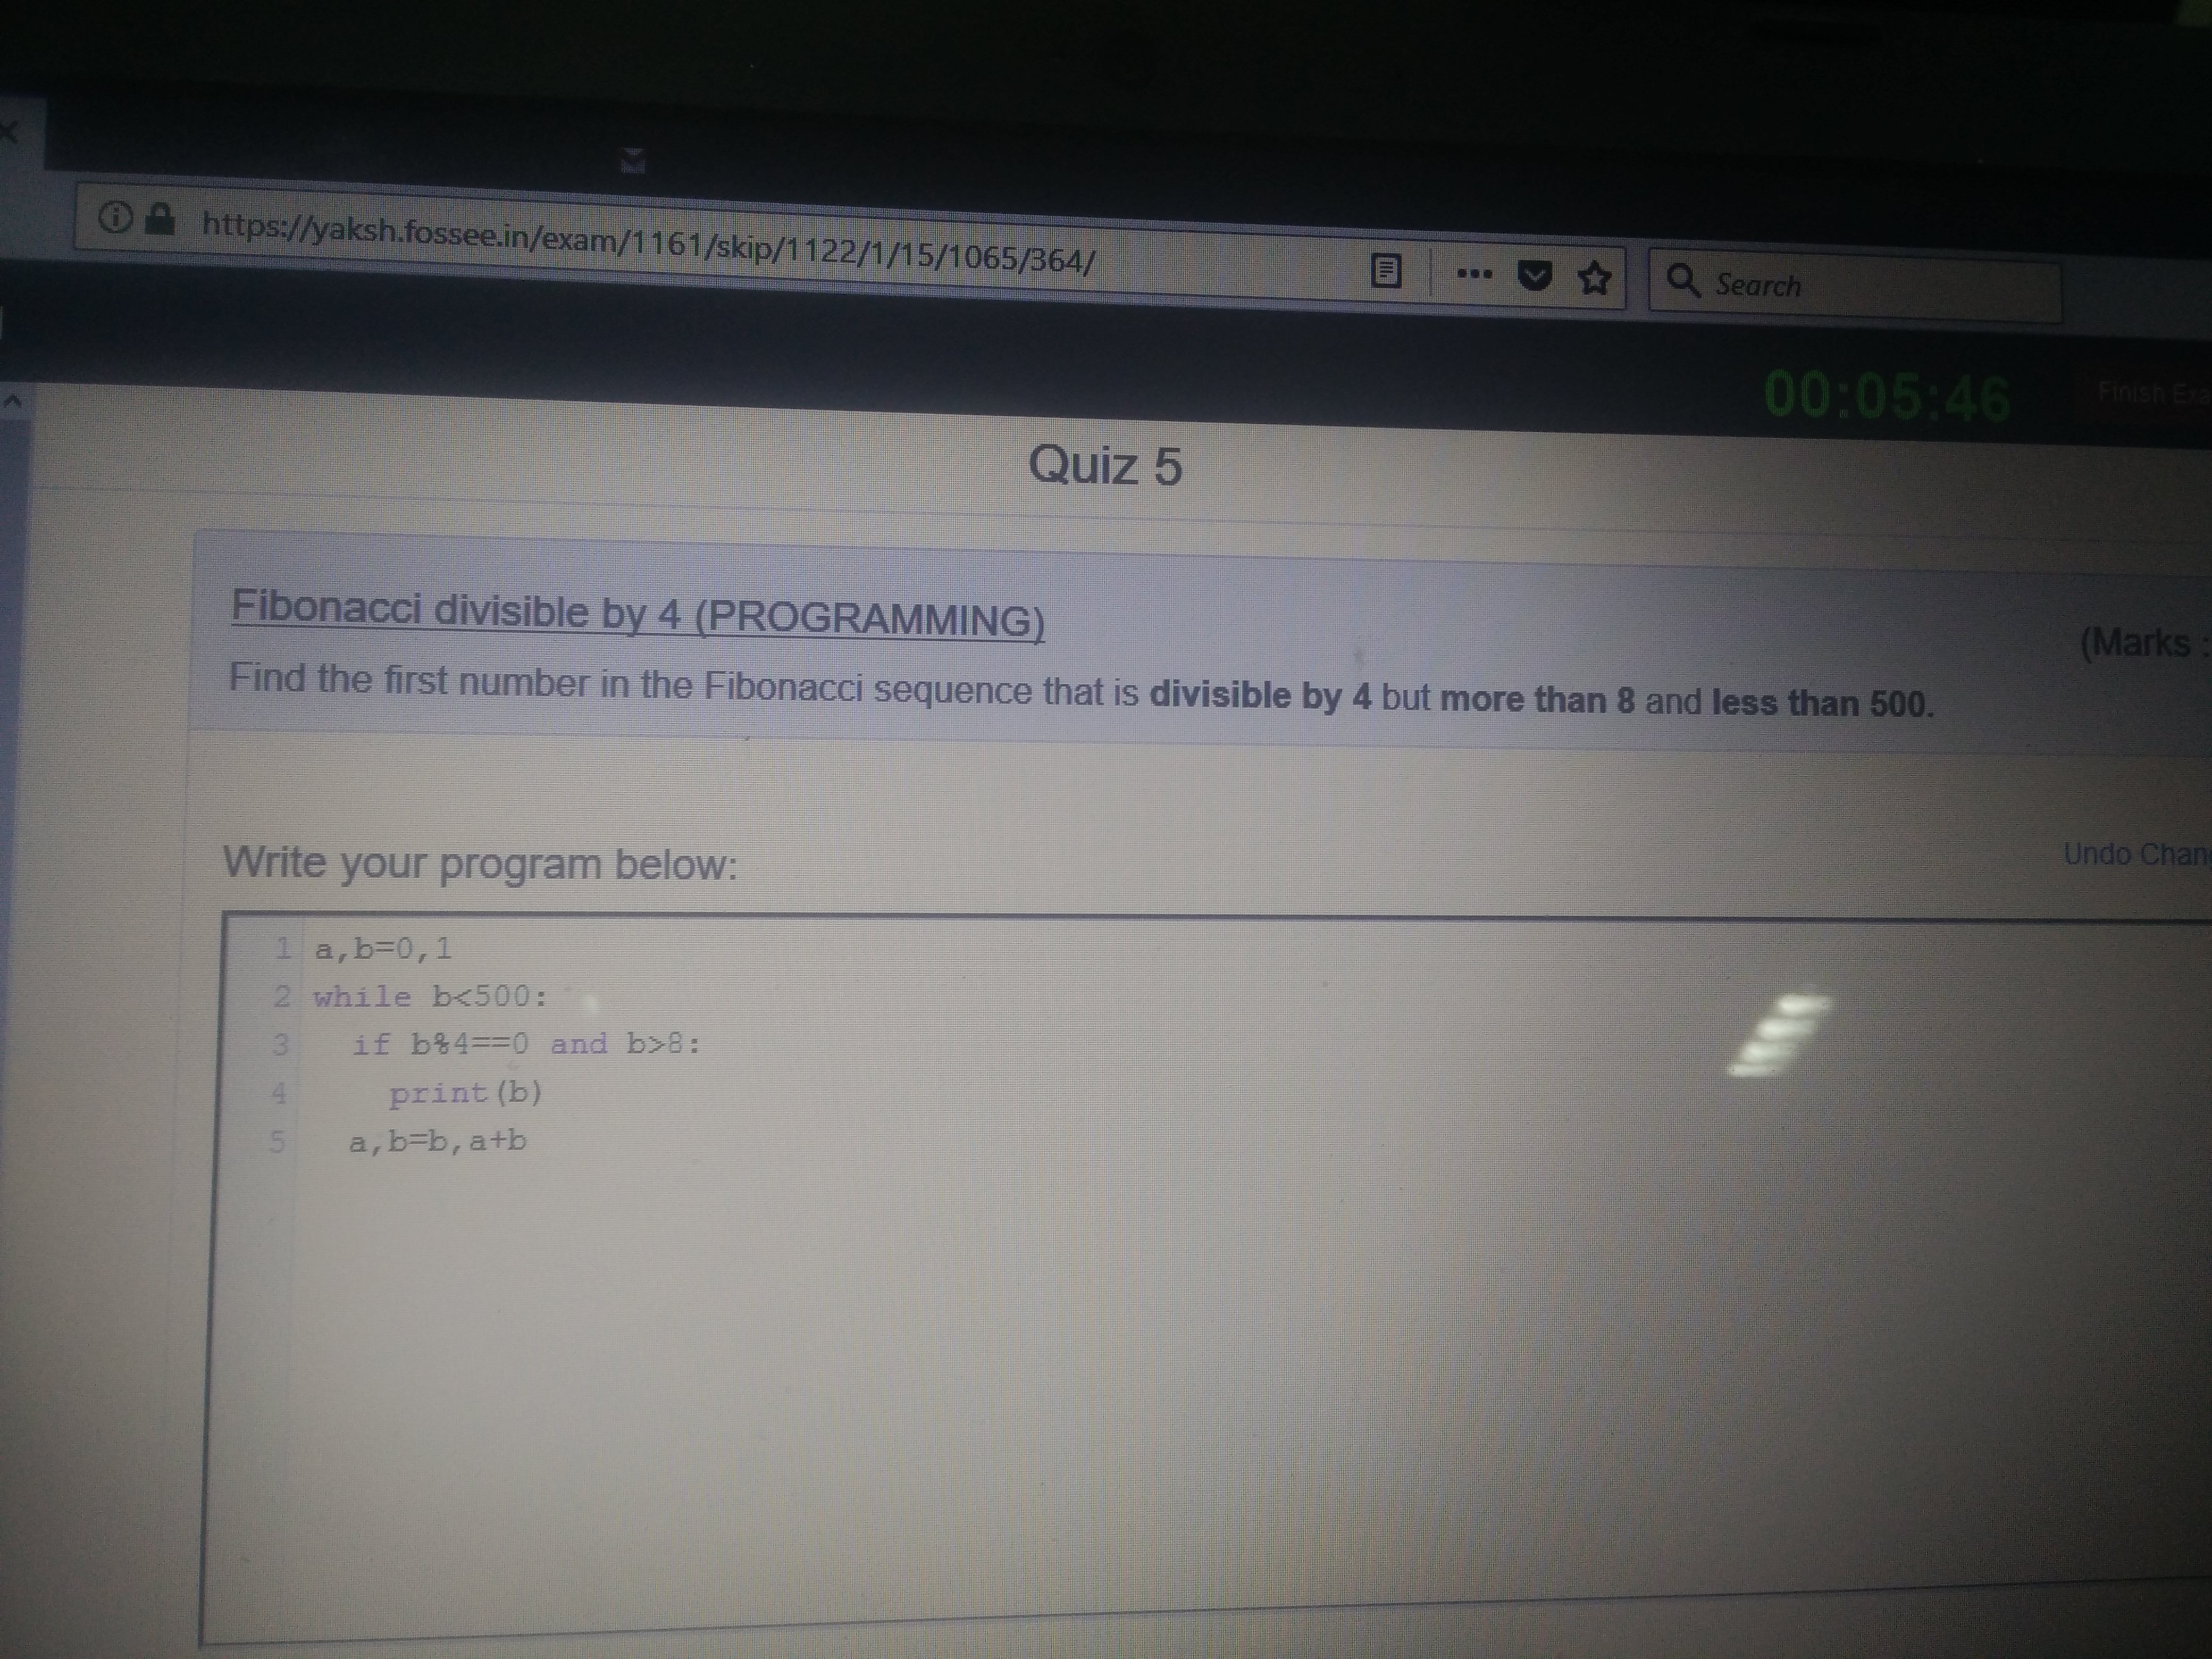 https://yaksh.fossee.in/exam/1161/skip/1122/1/15/1065/364/
Search
00:05:46
Finish Exa
Quiz 5
Fibonacci divisible by 4 (PROGRAMMING)
(Marks :
Find the first number in the Fibonacci sequence that is divisible by 4 but more than 8 and less than 500.
Write your program below:
Undo Chan
1 a,b=0,1
2 while b<500:
3   if b%4==0 and b>8:
4     print(b)
5   a,b=b,a+b